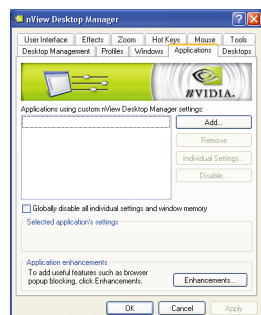 nView Desktop Manager
User Interface Effects Zoom Hot Keys Mouse Tools
Desktop Management Profiles Windows Applications Desktops
nVIDIA.
Applications using custom nView Desktop Manager settings:
Add...
Remove
Individual Settings...
Disable...
Globally disable all individual settings and window memory
Selected application's settings
Application enhancements
To add useful features such as browser
popup blocking, click Enhancements.
Enhancements...
OK Cancel Apply